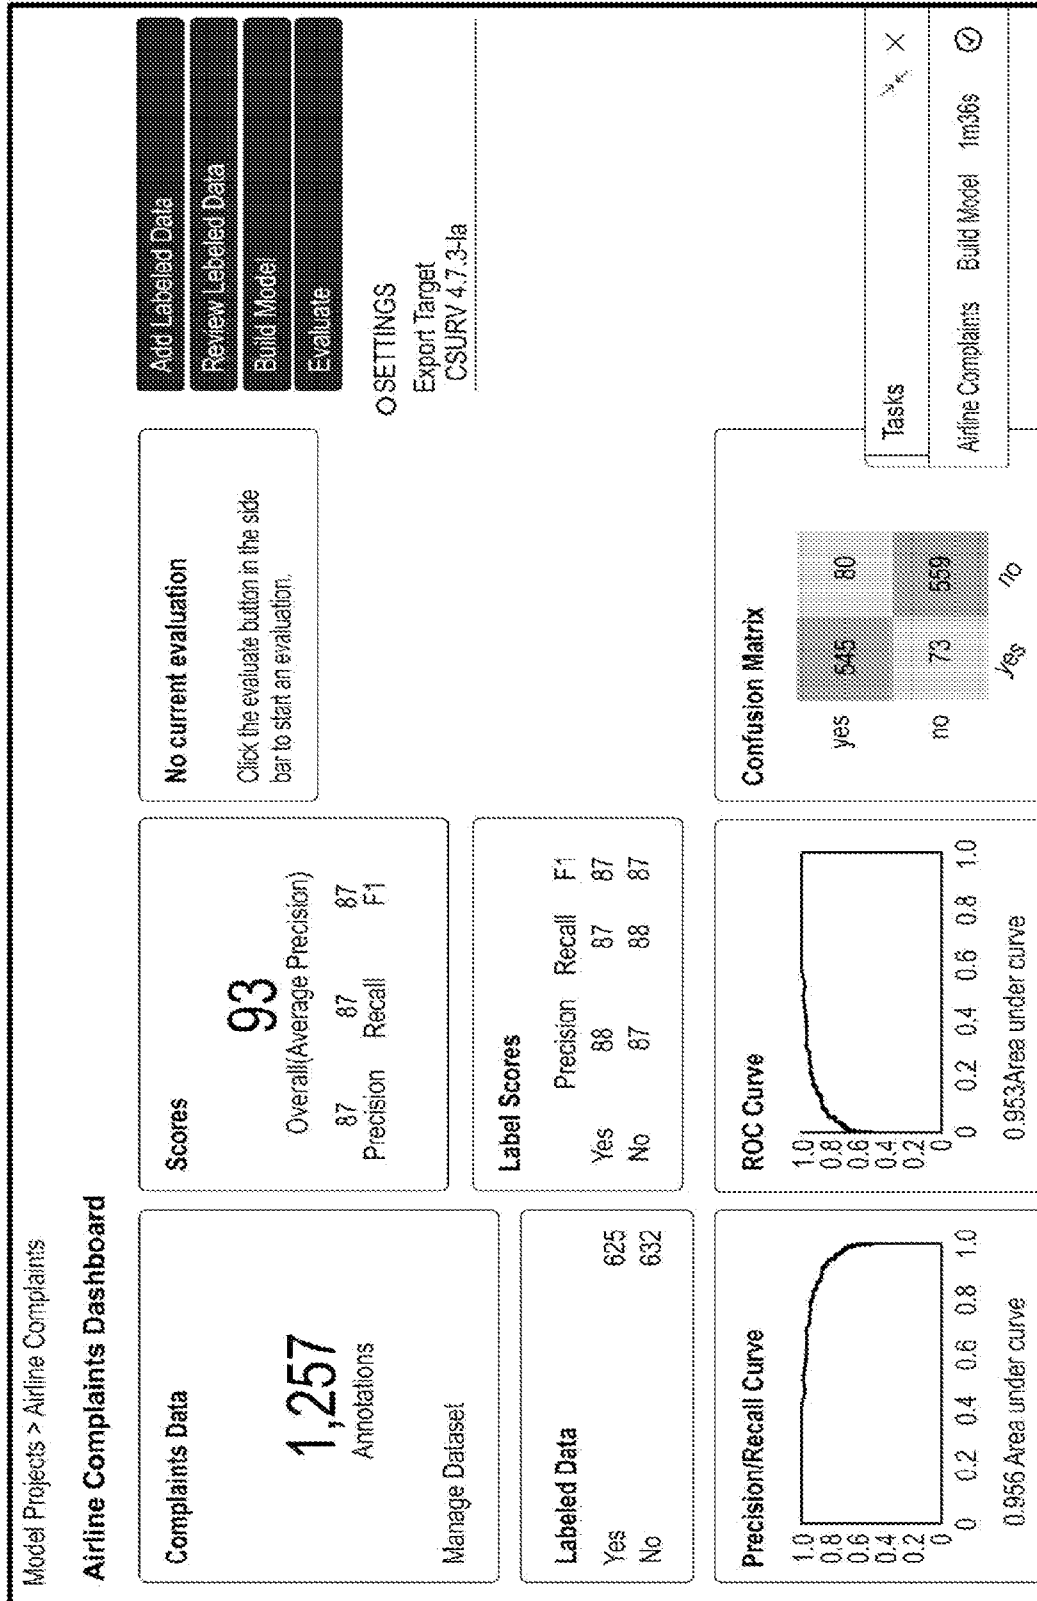 Model Projects > Airline Complaints
Airline Complaints Dashboard
Complaints Data
1,257
Annotations
Manage Dataset
Labeled Data
Yes 625
No 632
Precision/Recall Curve
1.0
0.8
0.6
0.4
0.2
0
0 0.2 0.4 0.6 0.8 1.0
0.956 Area under curve
Scores
93
Overall(Average Precision)
87 87 87
Precision Recall F1
Label Scores
Precision Recall F1
Yes 88 87 87
No 87 88 87
ROC Curve
1.0
0.8
0.6
0.4
0.2
0
0 0.2 0.4 0.6 0.8 1.0
0.953Area under curve
No current evaluation
Click the evaluate button in the side
bar to start an evaluation.
Confusion Matrix
yes 545 80
no 73 559
yes no
Add Labeled Data
Review Labeled Data
Build Model
Evaluate
SETTINGS
Export Target
CSURV 4.7.3-la
Tasks
Airline Complaints Build Model 1m36s